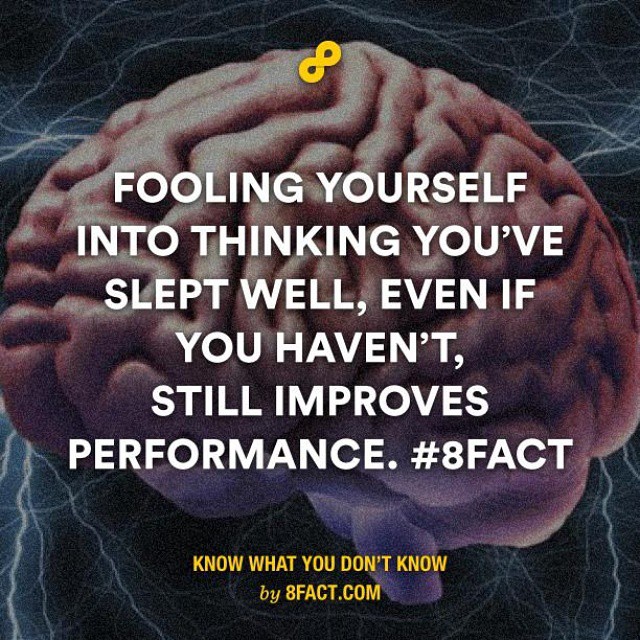 FOOLING YOURSELF
INTO THINKING YOU’VE
SLEPT WELL, EVEN IF
YOU HAVEN’T,
STILL IMPROVES
PERFORMANCE. #8FACT
KNOW WHAT YOU DON’T KNOW
by 8FACT.COM